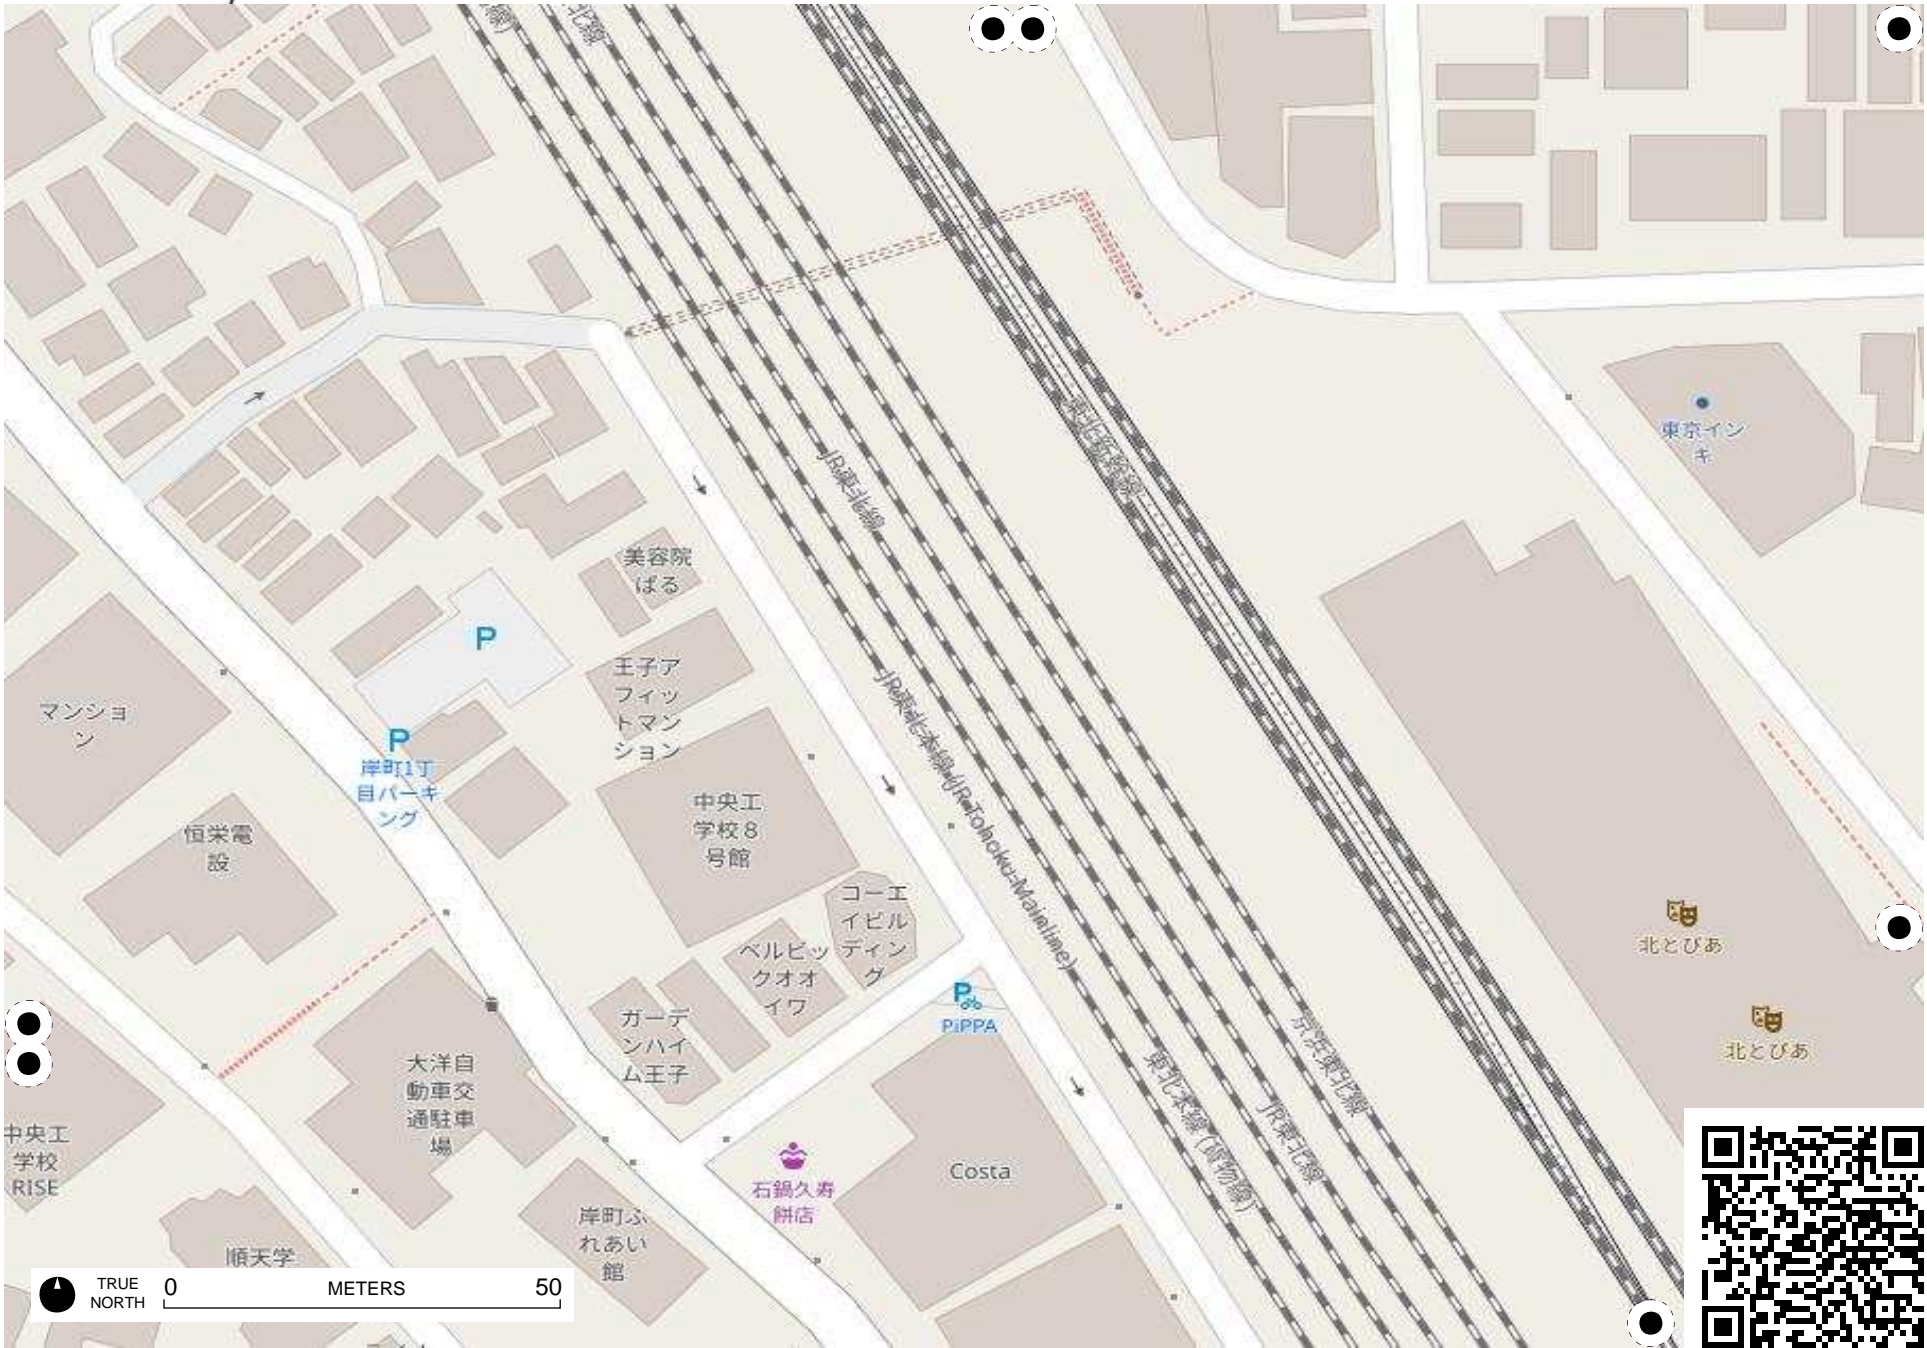 東北新幹線
東京イン
キ
JR東北線
美容院
ぱる
王子ア
フィッ
トマン
ション
マンショ
ン
岸町1丁
目パーキ
ング
JR東北本線 (JR Tohoku Mainline)
中央工
学校８
号館
恒栄電
設
コーエ
イビル
ディン
グ
ベルビッ
クオオ
イワ
北とぴあ
PiPPA
ガーデ
ンハイ
ム王子
北とぴあ
京浜東北線
大洋自
動車交
通駐車
場
東北本線 (貨物線)
JR東北線
中央工
学校
RISE
Costa
石鍋久寿
餅店
岸町ふ
れあい
館
順天学
TRUE
NORTH
0 METERS 50